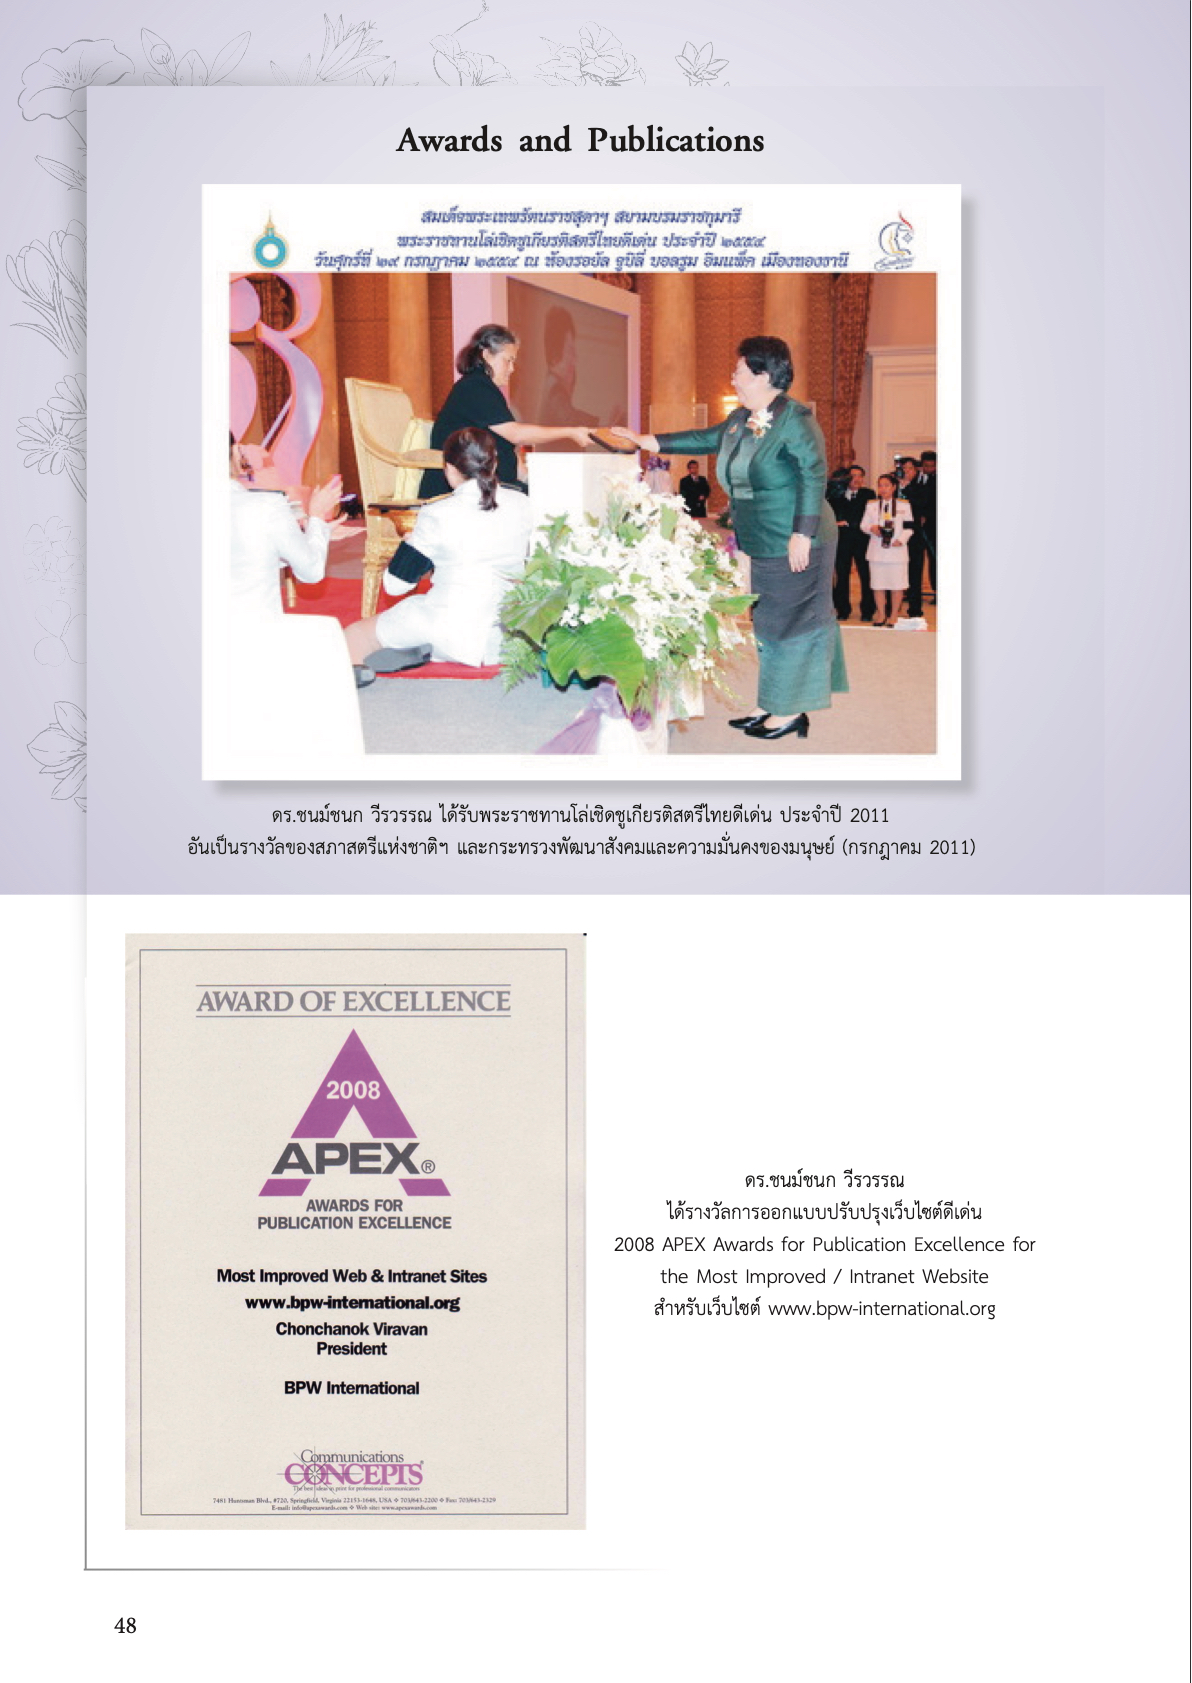 Awards and Publications
สมเด็จพระเทพรัตนราชสุดาฯ สยามบรมราชกุมารี
พระราชทานโล่เชิดชูเกียรติสตรีไทยดีเด่น ประจำปี ๒๕๕๔
วันศุกร์ที่ ๒๙ กรกฎาคม ๒๕๕๔ ณ ห้องรอยัล จูบิลี่ บอลรูม อิมแพ็ค เมืองทองธานี
ดร.ชนม์ชนก วีรวรรณ ได้รับพระราชทานโล่เชิดชูเกียรติสตรีไทยดีเด่น ประจำปี 2011
อันเป็นรางวัลของสภาสตรีแห่งชาติฯ และกระทรวงพัฒนาสังคมและความมั่นคงของมนุษย์ (กรกฎาคม 2011)
AWARD OF EXCELLENCE
2008
APEX®
AWARDS FOR
PUBLICATION EXCELLENCE
Most Improved Web & Intranet Sites
www.bpw-international.org
Chonchanok Viravan
President
BPW International
Communications
CONCEPTS
The best ideas in print for professional communicators
7481 Huntsman Blvd., #720, Springfield, Virginia 22153-1648, USA ❖ 703/643-2200 ❖ Fax: 703/643-2329
E-mail: info@apexawards.com ❖ Web site: www.apexawards.com
ดร.ชนม์ชนก วีรวรรณ
ได้รางวัลการออกแบบปรับปรุงเว็บไซต์ดีเด่น
2008 APEX Awards for Publication Excellence for
the Most Improved / Intranet Website
สำหรับเว็บไซต์ www.bpw-international.org
48